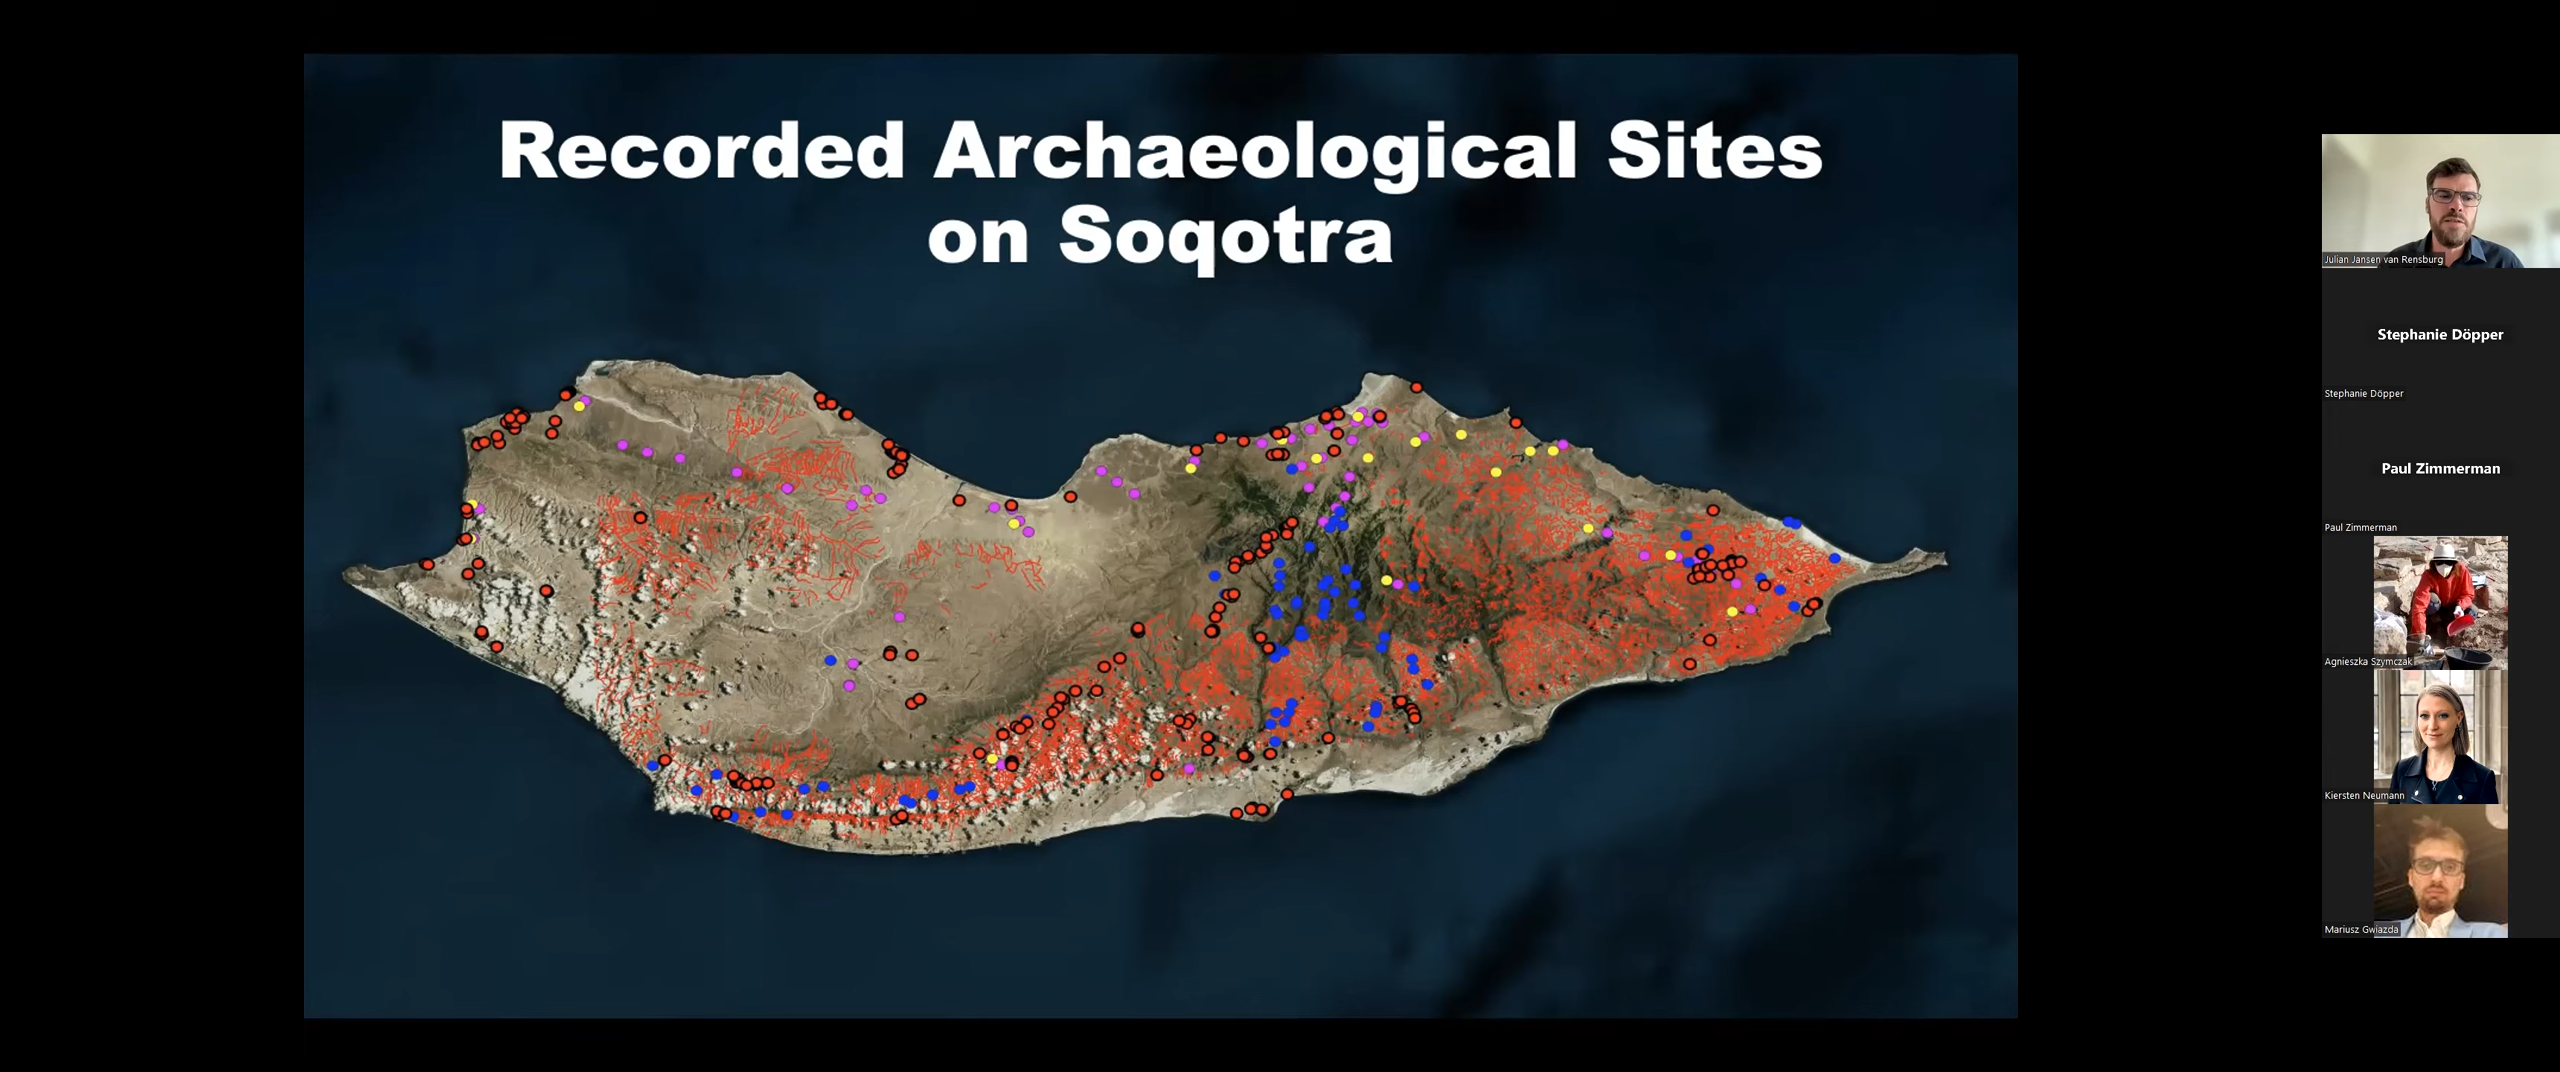 Recorded Archaeological Sites
on Soqotra
Julian Jansen van Rensburg
Stephanie Döpper
Stephanie Döpper
Paul Zimmerman
Paul Zimmerman
Agnieszka Szymczak
Kiersten Neumann
Mariusz Gwiazda